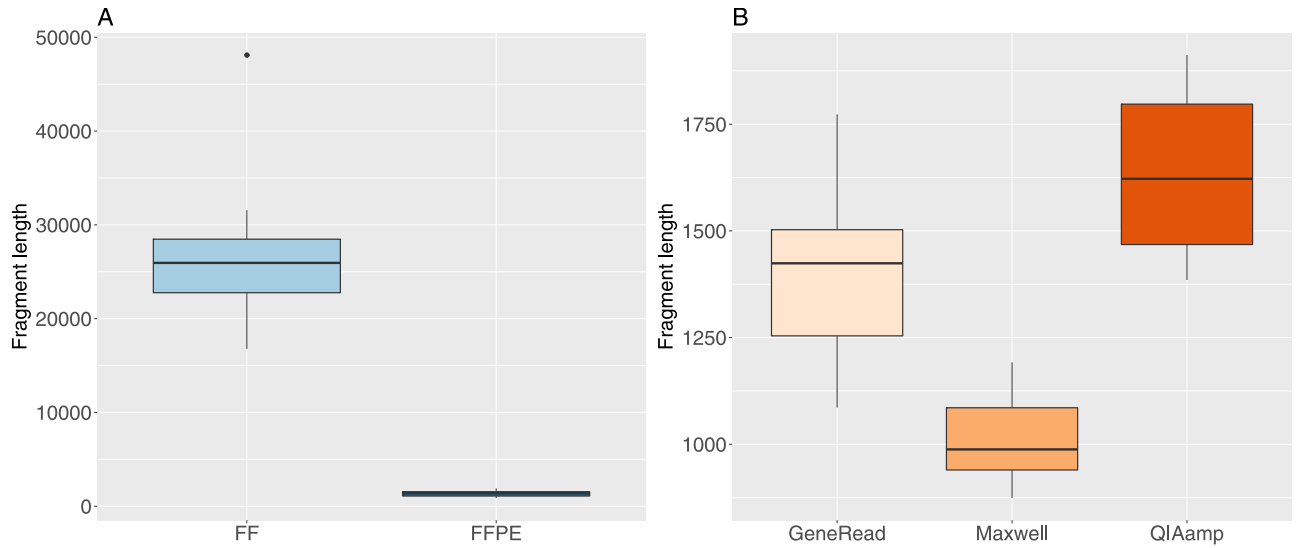 A
Fragment length
50000
40000
30000
20000
10000
0
FF FFPE
B
Fragment length
1750
1500
1250
1000
GeneRead Maxwell QIAamp